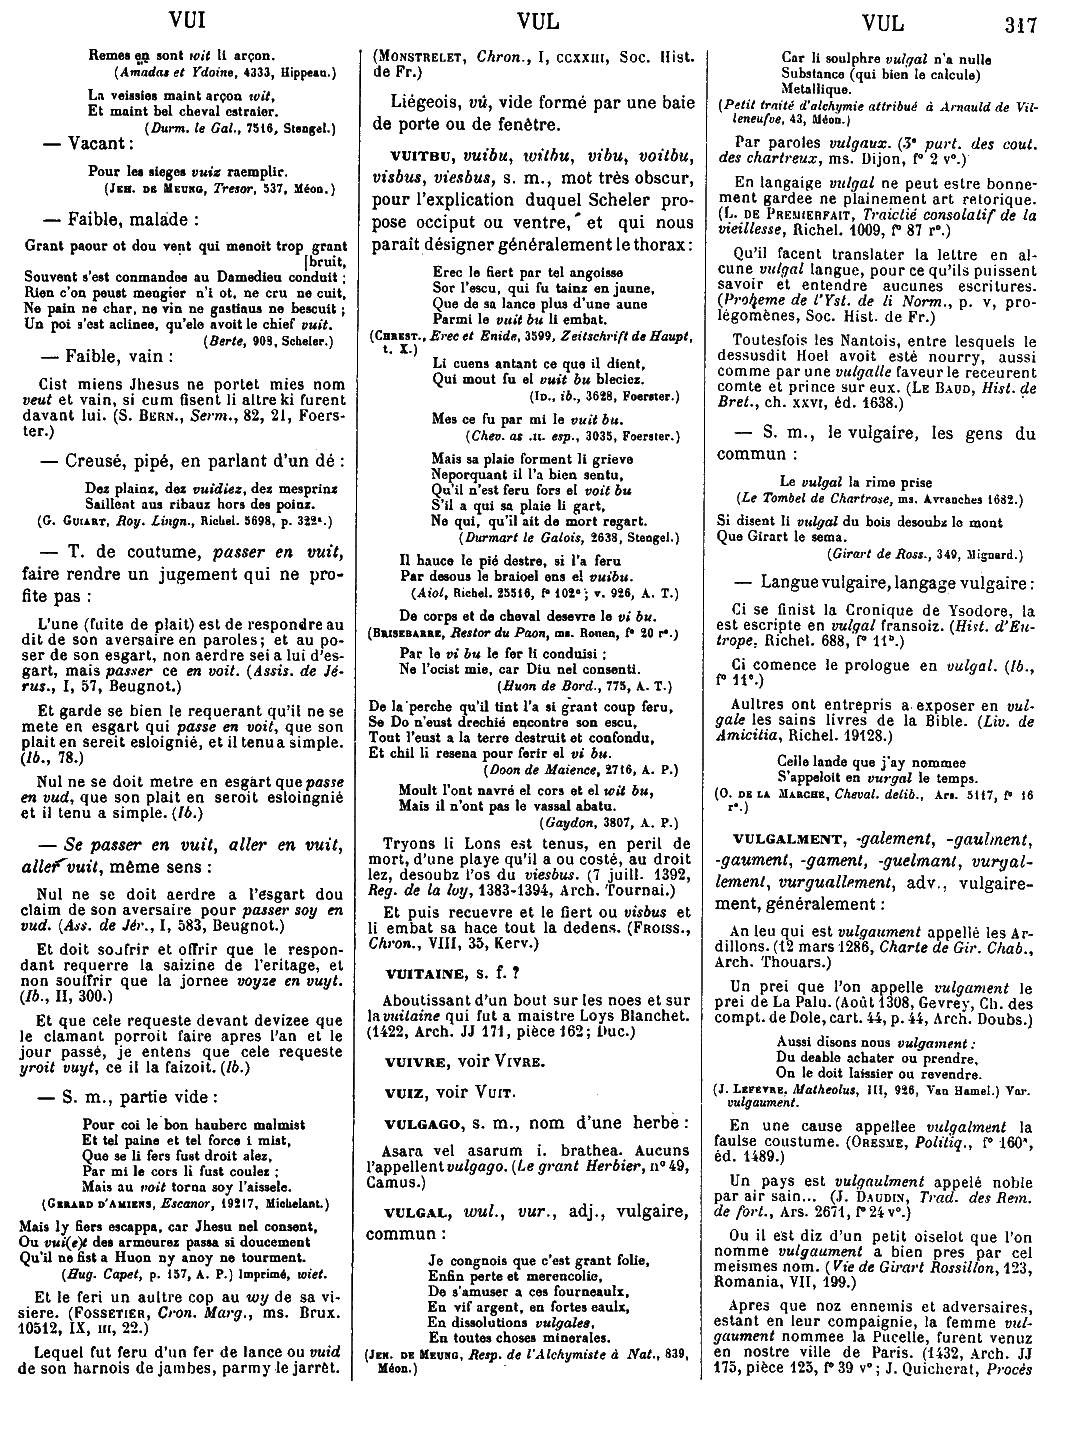 VUI
VUL
VUL
317
Remes en sont wit li arçon.
(Amadas et Ydoine, 4333, Hippeau.)
La veissies maint arçon wit,
Et maint bel cheval estraier.
(Durm. le Gal., 7516, Stengel.)
— Vacant :
Pour les sieges vuiz raemplir.
(JEH. DE MEUNG, Tresor, 537, Méon.)
— Faible, malade :
Grant paour ot dou vent qui menoit trop grant
[bruit,
Souvent s'est conmandee au Damedieu conduit ;
Rien c'on peust mengier n'i ot, ne cru ne cuit,
Ne pain ne char, ne vin ne gastiaus ne bescuit ;
Un poi s'est aclinee, qu'ele avoit le chief vuit.
(Berte, 903, Scheler.)
— Faible, vain :
Cist miens Jhesus ne portet mies nom
veut et vain, si cum fisent li altre ki furent
davant lui. (S. BERN., Serm., 82, 21, Foers-
ter.)
— Creusé, pipé, en parlant d'un dé :
Dez plainz, dez vuidiez, dez mesprinz
Saillent aus ribauz hors des poinz.
(G. GUIART, Roy. Lingn., Richel. 5698, p. 322ª.)
— T. de coutume, passer en vuit,
faire rendre un jugement qui ne pro-
fite pas :
L'une (fuite de plait) est de respondre au
dit de son aversaire en paroles ; et au po-
ser de son esgart, non aerdre sei a lui d'es-
gart, mais passer ce en voit. (Assis. de Jé-
rus., I, 57, Beugnot.)
Et garde se bien le requerant qu'il ne se
mete en esgart qui passe en voit, que son
plait en sereit esloignié, et il tenu a simple.
(Ib., 78.)
Nul ne se doit metre en esgart que passe
en vud, que son plait en seroit esloingnié
et il tenu a simple. (Ib.)
— Se passer en vuit, aller en vuit,
aller vuit, même sens :
Nul ne se doit aerdre a l'esgart dou
claim de son aversaire pour passer soy en
vud. (Ass. de Jér., I, 583, Beugnot.)
Et doit soufrir et offrir que le respon-
dant requerre la saizine de l'eritage, et
non souffrir que la jornee voyze en vuyt.
(Ib., II, 300.)
Et que cele requeste devant devizee que
le clamant porroit faire apres l'an et le
jour passé, je entens que cele requeste
yroit vuyt, ce il la faizoit. (Ib.)
— S. m., partie vide :
Pour coi le bon hauberc malmist
Et tel paine et tel force i mist,
Que se li fers fust droit alez,
Par mi le cors li fust coulez ;
Mais au voit torna soy l'aissele.
(GERARD D'AMIENS, Escanor, 19217, Michelant.)
Mais ly fiers escappa, car Jhesu nel consent,
Ou vui(e)t des armeurez passa si doucement
Qu'il ne fist a Huon ny anoy ne tourment.
(Hug. Capet, p. 157, A. P.) Imprimé, wiet.
Et le feri un aultre cop au wy de sa vi-
siere. (FOSSETIER, Cron. Marg., ms. Brux.
10512, IX, III, 22.)
Lequel fut feru d'un fer de lance ou vuid
de son harnois de jambes, parmy le jarrêt.
(MONSTRELET, Chron., I, CCXXIII, Soc. Hist.
de Fr.)
Liégeois, vû, vide formé par une baie
de porte ou de fenêtre.
VUITBU, vuibu, withu, vibu, voitbu,
visbus, viesbus, s. m., mot très obscur,
pour l'explication duquel Scheler pro-
pose occiput ou ventre, et qui nous
parait désigner généralement le thorax :
Erec le fiert par tel angoisse
Sor l'escu, qui fu tainz en jaune,
Que de sa lance plus d'une aune
Parmi le vuit bu li embat.
(CHREST., Erec et Enide, 3599, Zeitschrift de Haupt,
t. X.)
Li cuens antant ce que il dient,
Qui mout fu el vuit bu bleciez.
(ID., ib., 3628, Foerster.)
Mes ce fu par mi le vuit bu.
(Chev. as .II. esp., 3035, Foerster.)
Mais sa plaie forment li grieve
Neporquant il l'a bien sentu,
Qu'il n'est feru fors el voit bu
S'il a qui sa plaie li gart,
Ne qui, qu'il ait de mort regart.
(Durmart le Galois, 2638, Stengel.)
Il hauce le pié destre, si l'a feru
Par desous le braioel ens el vuibu.
(Aiol, Richel. 25516, f° 102ª ; v. 926, A. T.)
De corps et de cheval desevre le vi bu.
(BRISEBARRE, Restor du Paon, ms. Rouen, f° 20 r°.)
Par le vi bu le fer li conduisi ;
Ne l'ocist mie, car Diu nel consenti.
(Huon de Bord., 775, A. T.)
De la perche qu'il tint l'a si grant coup feru,
Se Do n'eust drechié encontre son escu,
Tout l'eust a la terre destruit et confondu,
Et chil li resena pour ferir el vi bu.
(Doon de Maience, 2716, A. P.)
Moult l'ont navré el cors et el wit bu,
Mais il n'ont pas le vassal abatu.
(Gaydon, 3807, A. P.)
Tryons li Lons est tenus, en peril de
mort, d'une playe qu'il a ou costé, au droit
lez, desoubz l'os du viesbus. (7 juill. 1392,
Reg. de la loy, 1383-1394, Arch. Tournai.)
Et puis recuevre et le fiert ou visbus et
li embat sa hace tout la dedens. (FROISS.,
Chron., VIII, 35, Kerv.)
VUITAINE, s. f. ?
Aboutissant d'un bout sur les noes et sur
la vuitaine qui fut a maistre Loys Blanchet.
(1422, Arch. JJ 171, pièce 162 ; Duc.)
VUIVRE, voir VIVRE.
VUIZ, voir VUIT.
VULGAGO, s. m., nom d'une herbe :
Asara vel asarum i. brathea. Aucuns
l'appellent vulgago. (Le grant Herbier, n° 49,
Camus.)
VULGAL, wul., vur., adj., vulgaire,
commun :
Je congnois que c'est grant folie,
Enfin perte et merencolie,
De s'amuser a ces fourneaulx,
En vif argent, en fortes eaulx,
En dissolutions vulgales,
En toutes choses minerales.
(JEH. DE MEUNG, Resp. de l'Alchymiste à Nat., 839,
Méon.)
Car li soulphre vulgal n'a nulle
Substance (qui bien le calcule)
Metallique.
(Petit traité d'alchymie attribué à Arnauld de Vil-
leneufve, 43, Méon.)
Par paroles vulgaux. (3° part. des cout.
des chartreux, ms. Dijon, f° 2 v°.)
En langaige vulgal ne peut estre bonne-
ment gardee ne plainement art retorique.
(L. DE PREMIERFAIT, Traictié consolatif de la
vieillesse, Richel. 1009, f° 87 r°.)
Qu'il facent translater la lettre en al-
cune vulgal langue, pour ce qu'ils puissent
savoir et entendre aucunes escritures.
(Proheme de l'Yst. de li Norm., p. v, pro-
légomènes, Soc. Hist. de Fr.)
Toutesfois les Nantois, entre lesquels le
dessusdit Hoel avoit esté nourry, aussi
comme par une vulgalle faveur le receurent
comte et prince sur eux. (LE BAUD, Hist. de
Bret., ch. XXVI, éd. 1638.)
— S. m., le vulgaire, les gens du
commun :
Le vulgal la rime prise
(Le Tombel de Chartrose, ms. Avranches 1682.)
Si disent li vulgal du bois desoubz le mont
Que Girart le sema.
(Girart de Ross., 349, Mignard.)
— Langue vulgaire, langage vulgaire :
Ci se finist la Cronique de Ysodore, la
est escripte en vulgal fransoiz. (Hist. d'Eu-
trope, Richel. 688, f° 11ᵇ.)
Ci comence le prologue en vulgal. (Ib.,
f° 11ᶜ.)
Aultres ont entrepris a exposer en vul-
gale les sains livres de la Bible. (Liv. de
Amicitia, Richel. 19128.)
Celle lande que j'ay nommee
S'appeloit en vurgal le temps.
(O. DE LA MARCHE, Cheval. delib., Ars. 5117, f° 16
r°.)
VULGALMENT, -galement, -gaulment,
-gaument, -gament, -guelmant, vurgal-
lement, vurguallement, adv., vulgaire-
ment, généralement :
An leu qui est vulgaument appellé les Ar-
dillons. (12 mars 1286, Charte de Gir. Chab.,
Arch. Thouars.)
Un prei que l'on appelle vulgament le
prei de La Palu. (Août 1308, Gevrey, Ch. des
compt. de Dole, cart. 44, p. 44, Arch. Doubs.)
Aussi disons nous vulgament :
Du deable achater ou prendre,
On le doit laissier ou revendre.
(J. LEFEVRE, Matheolus, III, 926, Van Hamel.) Var.
vulgaument.
En une cause appellee vulgalment la
faulse coustume. (ORESME, Politiq., f° 160ª,
éd. 1489.)
Un pays est vulgaulment appelé noble
par air sain... (J. DAUDIN, Trad. des Rem.
de fort., Ars. 2671, f° 24 v°.)
Ou il est diz d'un petit oiselot que l'on
nomme vulgaument a bien pres par cel
meismes nom. (Vie de Girart Rossillon, 123,
Romania, VII, 199.)
Apres que noz ennemis et adversaires,
estant en leur compaignie, la femme vul-
gaument nommee la Pucelle, furent venuz
en nostre ville de Paris. (1432, Arch. JJ
175, pièce 125, f° 39 v° ; J. Quicherat, Procés